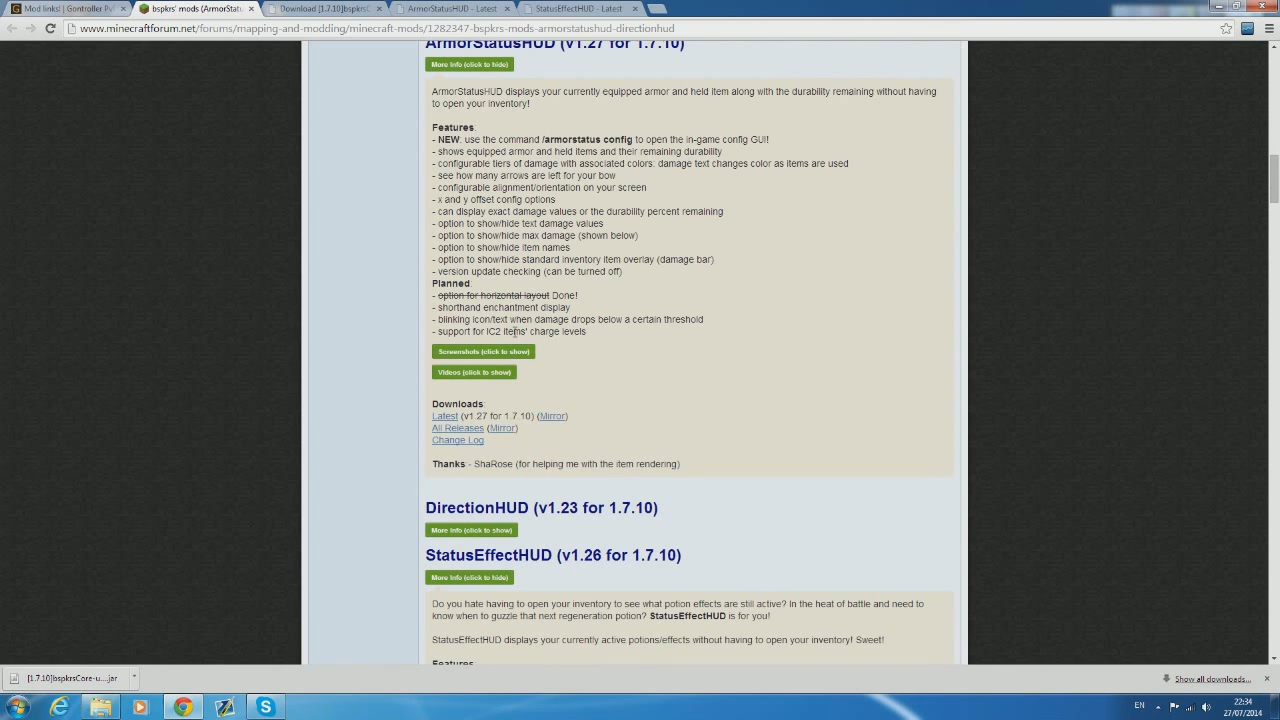 Mod links! | Gontroller Pv
bspkrs' mods (ArmorStatus
Download [1.7.10]bspkrsC
ArmorStatusHUD - Latest
StatusEffectHUD - Latest
www.minecraftforum.net/forums/mapping-and-modding/minecraft-mods/1282347-bspkrs-mods-armorstatushud-directionhud
ArmorStatusHUD (v1.27 for 1.7.10)
More Info (click to hide)
ArmorStatusHUD displays your currently equipped armor and held item along with the durability remaining without having
to open your inventory!
Features:
- NEW: use the command /armorstatus config to open the in-game config GUI!
- shows equipped armor and held items and their remaining durability
- configurable tiers of damage with associated colors: damage text changes color as items are used
- see how many arrows are left for your bow
- configurable alignment/orientation on your screen
- x and y offset config options
- can display exact damage values or the durability percent remaining
- option to show/hide text damage values
- option to show/hide max damage (shown below)
- option to show/hide item names
- option to show/hide standard inventory item overlay (damage bar)
- version update checking (can be turned off)
Planned:
- option for horizontal layout Done!
- shorthand enchantment display
- blinking icon/text when damage drops below a certain threshold
- support for IC2 items' charge levels
Screenshots (click to show)
Videos (click to show)
Downloads:
Latest (v1.27 for 1.7.10) (Mirror)
All Releases (Mirror)
Change Log
Thanks:- ShaRose (for helping me with the item rendering)
DirectionHUD (v1.23 for 1.7.10)
More Info (click to show)
StatusEffectHUD (v1.26 for 1.7.10)
More Info (click to hide)
Do you hate having to open your inventory to see what potion effects are still active? In the heat of battle and need to
know when to guzzle that next regeneration potion? StatusEffectHUD is for you!
StatusEffectHUD displays your currently active potions/effects without having to open your inventory! Sweet!
Features:
[1.7.10]bspkrsCore-u....jar
Show all downloads...
EN
22:34
27/07/2014